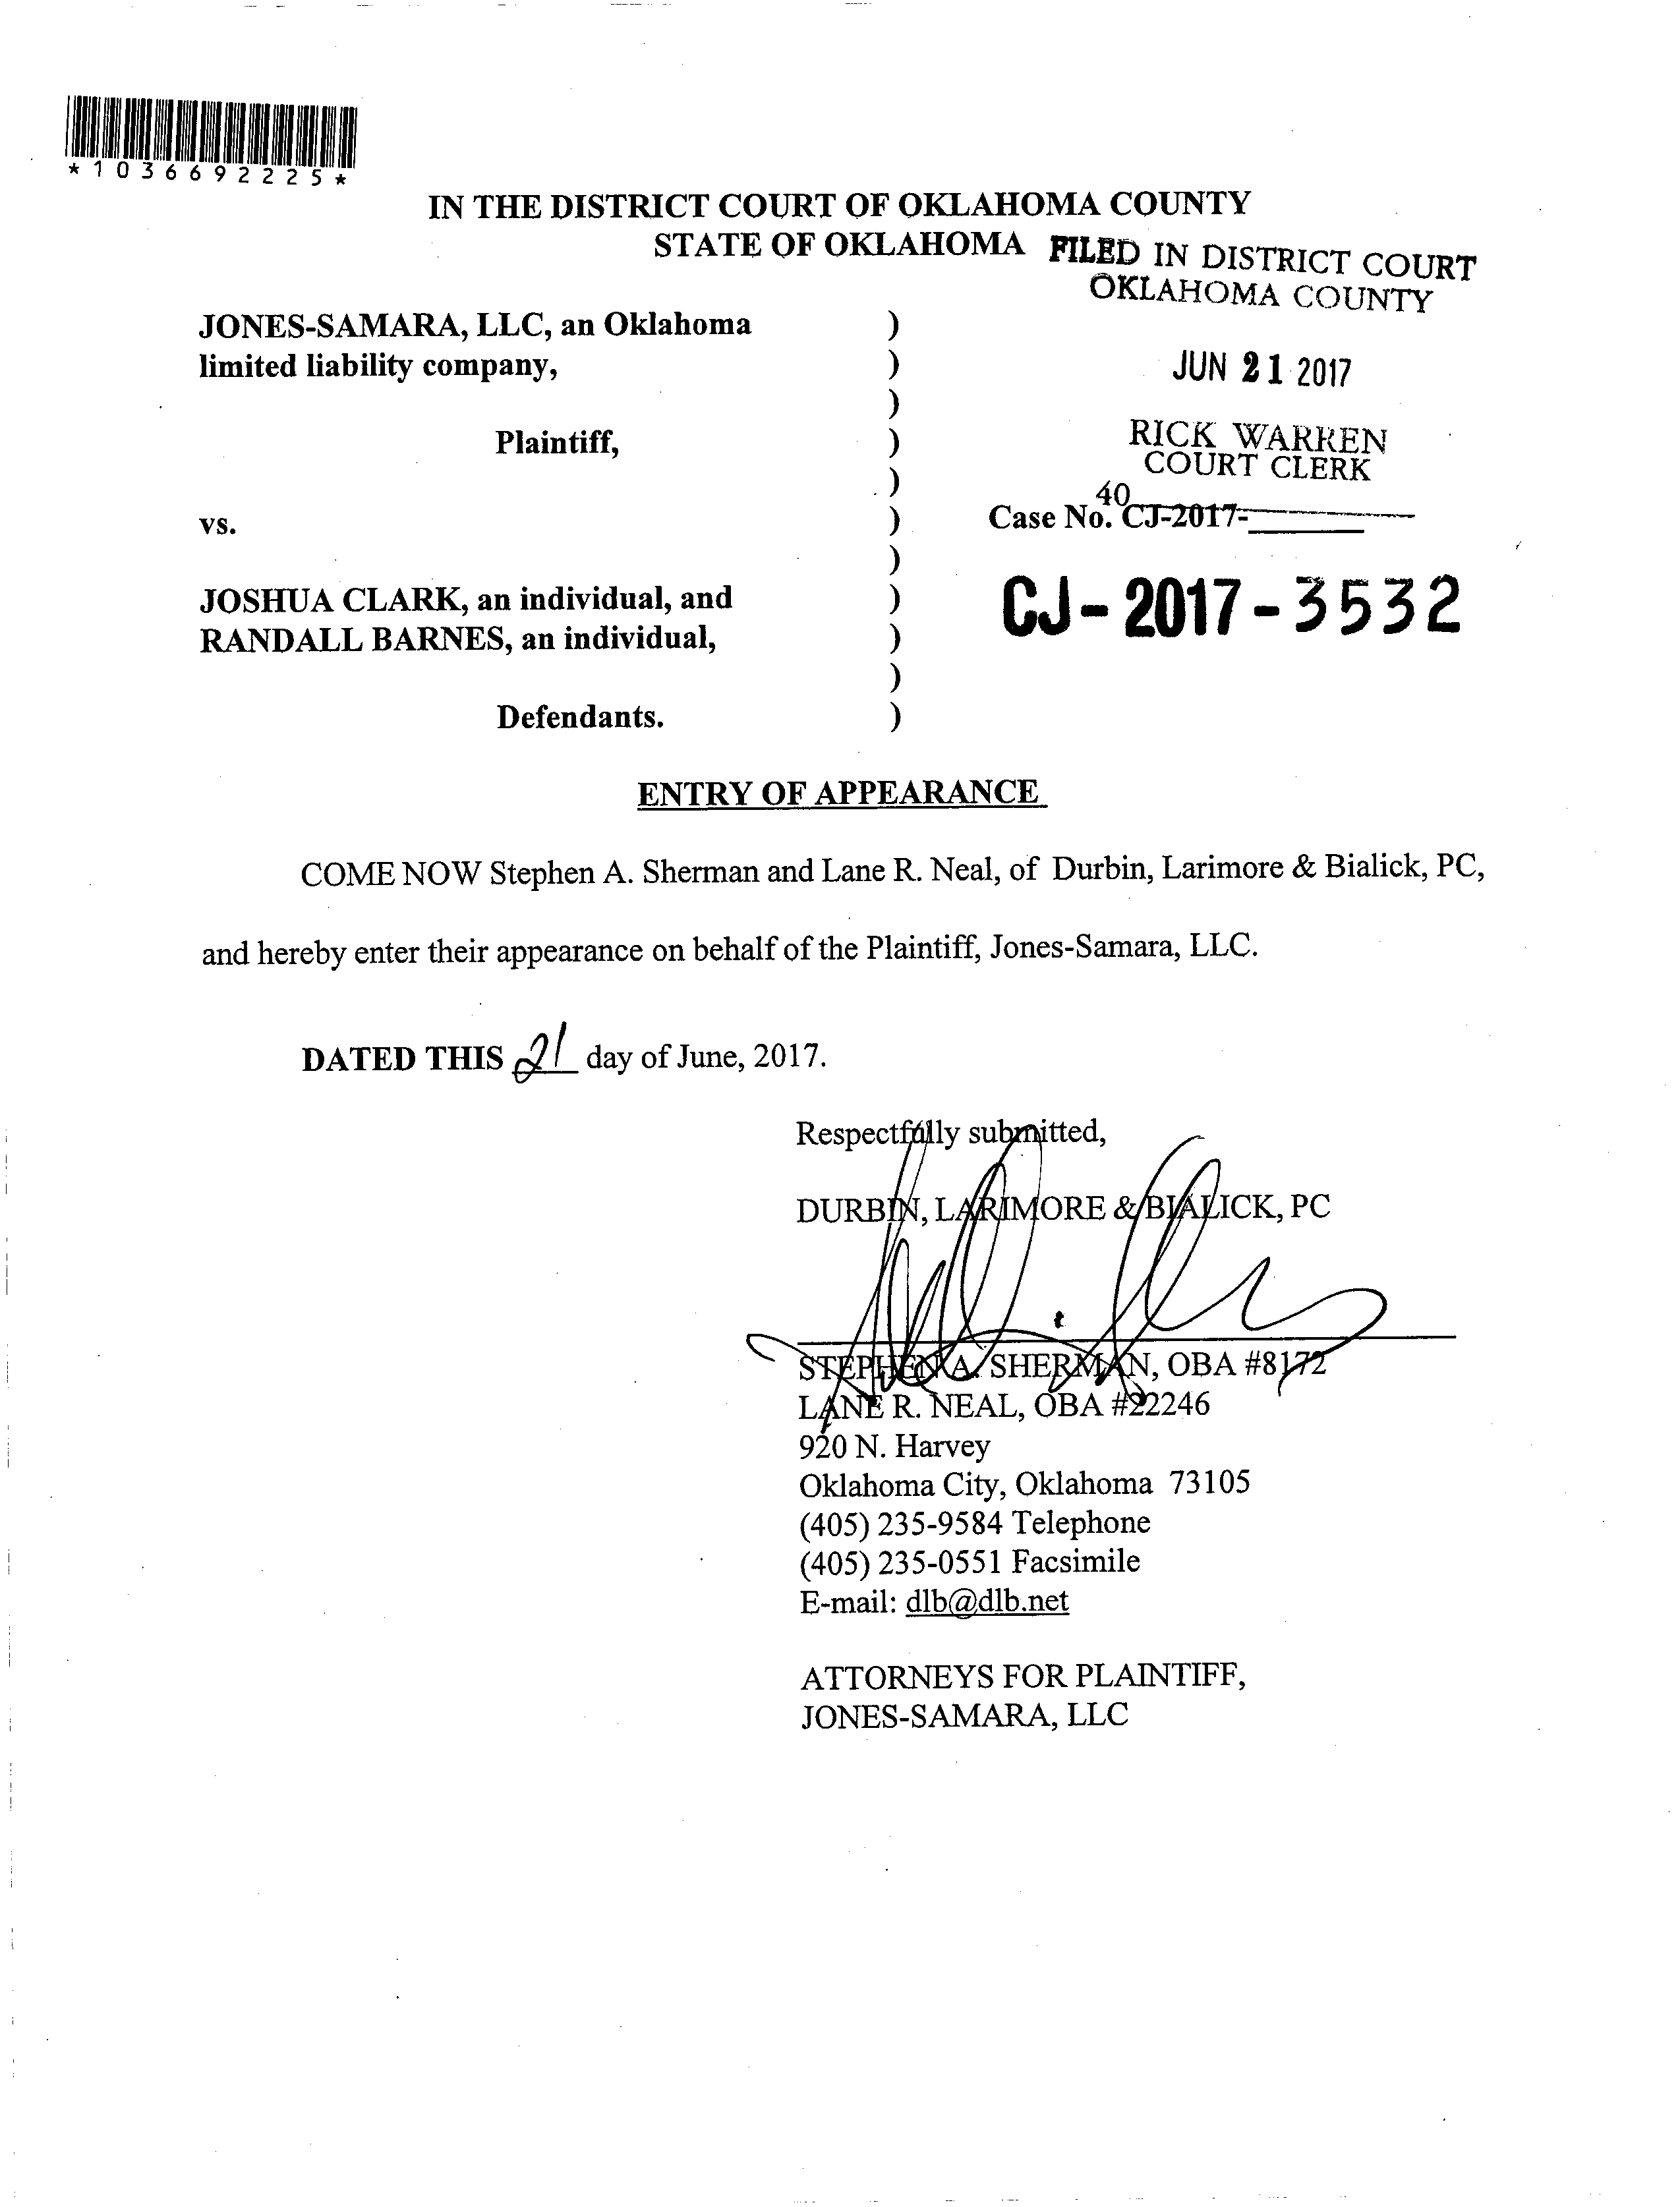 *1036692225*
IN THE DISTRICT COURT OF OKLAHOMA COUNTY
STATE OF OKLAHOMA
FILED IN DISTRICT COURT
OKLAHOMA COUNTY
JUN 21 2017
RICK WARREN
COURT CLERK
40
JONES-SAMARA, LLC, an Oklahoma )
limited liability company, )
)
Plaintiff, )
)
vs. ) Case No. CJ-2017-______
)
JOSHUA CLARK, an individual, and ) CJ-2017-3532
RANDALL BARNES, an individual, )
)
Defendants. )
ENTRY OF APPEARANCE
COME NOW Stephen A. Sherman and Lane R. Neal, of Durbin, Larimore & Bialick, PC,
and hereby enter their appearance on behalf of the Plaintiff, Jones-Samara, LLC.
DATED THIS 21 day of June, 2017.
Respectfully submitted,
DURBIN, LARIMORE & BIALICK, PC
STEPHEN A. SHERMAN, OBA #8172
LANE R. NEAL, OBA #22246
920 N. Harvey
Oklahoma City, Oklahoma 73105
(405) 235-9584 Telephone
(405) 235-0551 Facsimile
E-mail: dlb@dlb.net
ATTORNEYS FOR PLAINTIFF,
JONES-SAMARA, LLC